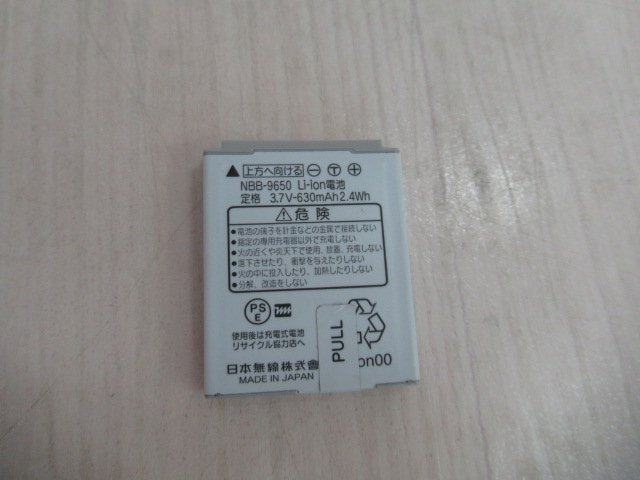 ▲ 上方へ向ける ⊖ Ⓣ ⊕
NBB-9650 Li-ion電池
定格 3.7V-630mAh2.4Wh
⚠危険
●電池の端子を針金などの金属で接続しない
●指定の専用充電器以外で充電しない
●火の近くや炎天下で使用、放置、充電しない
●落下させたり、衝撃を与えたりしない
●火の中に投入したり、加熱したりしない
●分解、改造をしない
PSE
使用後は充電式電池
リサイクル協力店へ
日本無線株式會
MADE IN JAPAN
PULL
on00